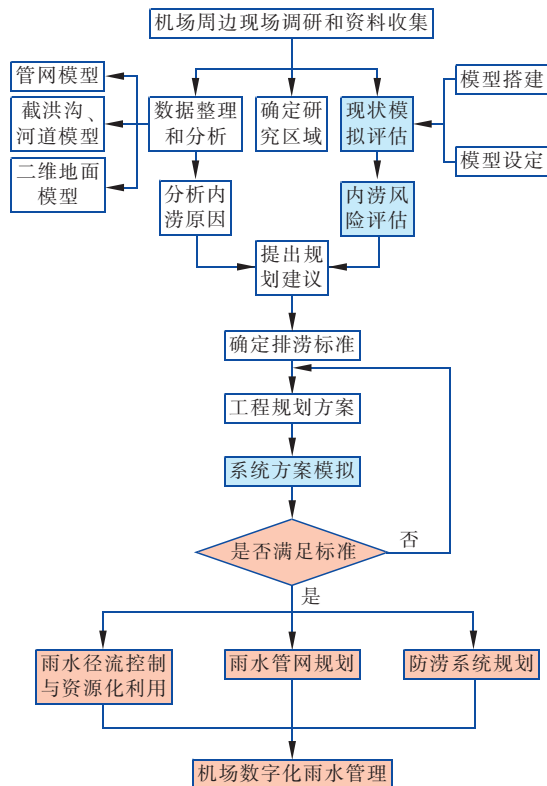 机场周边现场调研和资料收集
管网模型
截洪沟、
河道模型
二维地面
模型
数据整理
和分析
确定研究
区域
现状模
拟评估
模型搭建
模型设定
分析内
涝原因
内涝风
险评估
提出规
划建议
确定排涝标准
工程规划方案
系统方案模拟
是否满足标准
否
是
雨水径流控制
与资源化利用
雨水管网规划
防涝系统规划
机场数字化雨水管理